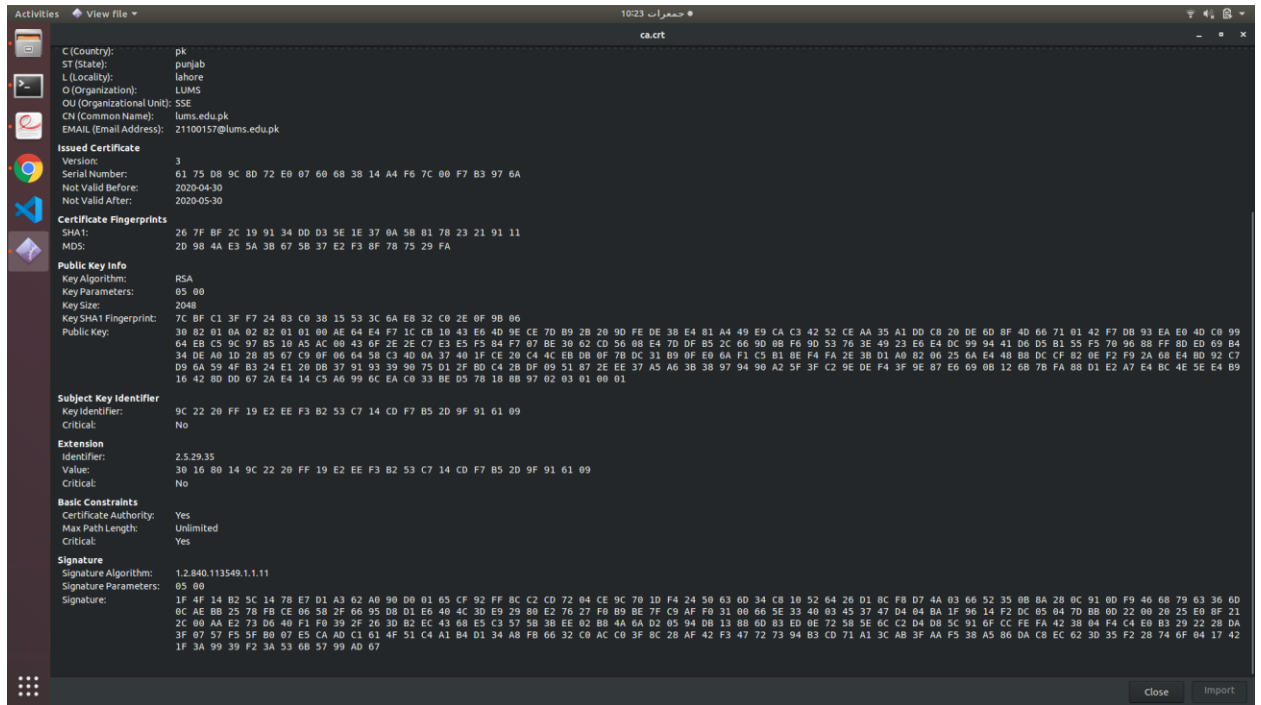 Activities View file
10:23 جمعرات
ca.crt
C (Country): pk
ST (State): punjab
L (Locality): lahore
O (Organization): LUMS
OU (Organizational Unit): SSE
CN (Common Name): lums.edu.pk
EMAIL (Email Address): 21100157@lums.edu.pk
Issued Certificate
Version: 3
Serial Number: 61 75 D8 9C 8D 72 E0 07 60 68 38 14 A4 F6 7C 00 F7 B3 97 6A
Not Valid Before: 2020-04-30
Not Valid After: 2020-05-30
Certificate Fingerprints
SHA1: 26 7F BF 2C 19 91 34 DD D3 5E 1E 37 0A 5B 81 78 23 21 91 11
MD5: 2D 98 4A E3 5A 3B 67 5B 37 E2 F3 8F 78 75 29 FA
Public Key Info
Key Algorithm: RSA
Key Parameters: 05 00
Key Size: 2048
Key SHA1 Fingerprint: 7C BF C1 3F F7 24 83 C0 38 15 53 3C 6A E8 32 C0 2E 0F 9B 06
Public Key: 30 82 01 0A 02 82 01 01 00 AE 64 E4 F7 1C CB 10 43 E6 4D 9E CE 7D B9 2B 20 9D FE DE 38 E4 81 A4 49 E9 CA C3 42 52 CE AA 35 A1 DD C8 20 DE 6D 8F 4D 66 71 01 42 F7 DB 93 EA E0 4D C0 99
64 EB C5 9C 97 B5 10 A5 AC 00 43 6F 2E 2E C7 E3 E5 F5 84 F7 07 BE 30 62 CD 56 08 E4 7D DF B5 2C 66 9D 0B F6 9D 53 76 3E 49 23 E6 E4 DC 99 94 41 D6 D5 B1 55 F5 70 96 88 FF 8D ED 69 B4
34 DE A0 1D 28 85 67 C9 0F 06 64 58 C3 4D 0A 37 40 1F CE 20 C4 4C EB DB 0F 7B DC 31 B9 0F E0 6A F1 C5 B1 8E F4 FA 2E 3B D1 A0 82 06 25 6A E4 48 B8 DC CF 82 0E F2 F9 2A 68 E4 BD 92 C7
D9 6A 59 4F B3 24 E1 20 DB 37 91 93 39 90 75 D1 2F BD C4 2B DF 09 51 87 2E EE 37 A5 A6 3B 38 97 94 90 A2 5F 3F C2 9E DE F4 3F 9E 87 E6 69 0B 12 6B 7B FA 88 D1 E2 A7 E4 BC 4E 5E E4 B9
16 42 8D DD 67 2A E4 14 C5 A6 99 6C EA C0 33 BE D5 78 18 8B 97 02 03 01 00 01
Subject Key Identifier
Key Identifier: 9C 22 20 FF 19 E2 EE F3 B2 53 C7 14 CD F7 B5 2D 9F 91 61 09
Critical: No
Extension
Identifier: 2.5.29.35
Value: 30 16 80 14 9C 22 20 FF 19 E2 EE F3 B2 53 C7 14 CD F7 B5 2D 9F 91 61 09
Critical: No
Basic Constraints
Certificate Authority: Yes
Max Path Length: Unlimited
Critical: Yes
Signature
Signature Algorithm: 1.2.840.113549.1.1.11
Signature Parameters: 05 00
Signature: 1F 4F 14 B2 5C 14 78 E7 D1 A3 62 A0 90 D0 01 65 CF 92 FF 8C C2 CD 72 04 CE 9C 70 1D F4 24 50 63 6D 34 C8 10 52 64 26 D1 8C F8 D7 4A 03 66 52 35 0B 8A 28 0C 91 0D F9 46 68 79 63 36 6D
0C AE BB 25 78 FB CE 06 58 2F 66 95 D8 D1 E6 40 4C 3D E9 29 80 E2 76 27 F0 B9 BE 7F C9 AF F0 31 00 66 5E 33 40 03 45 37 47 D4 04 BA 1F 96 14 F2 DC 05 04 7D BB 0D 22 00 20 25 E0 8F 21
2C 00 AA E2 73 D6 40 F1 F0 39 2F 26 3D B2 EC 43 68 E5 C3 57 5B 3B EE 02 B8 4A 6A D2 05 94 DB 13 88 6D 83 ED 0E 72 58 5E 6C C2 D4 D8 5C 91 6F CC FE FA 42 38 04 F4 C4 E0 B3 29 22 28 DA
3F 07 57 F5 5F B0 07 E5 CA AD C1 61 4F 51 C4 A1 B4 D1 34 A8 FB 66 32 C0 AC C0 3F 8C 28 AF 42 F3 47 72 73 94 B3 CD 71 A1 3C AB 3F AA F5 38 A5 86 DA C8 EC 62 3D 35 F2 28 74 6F 04 17 42
1F 3A 99 39 F2 3A 53 6B 57 99 AD 67
Close Import